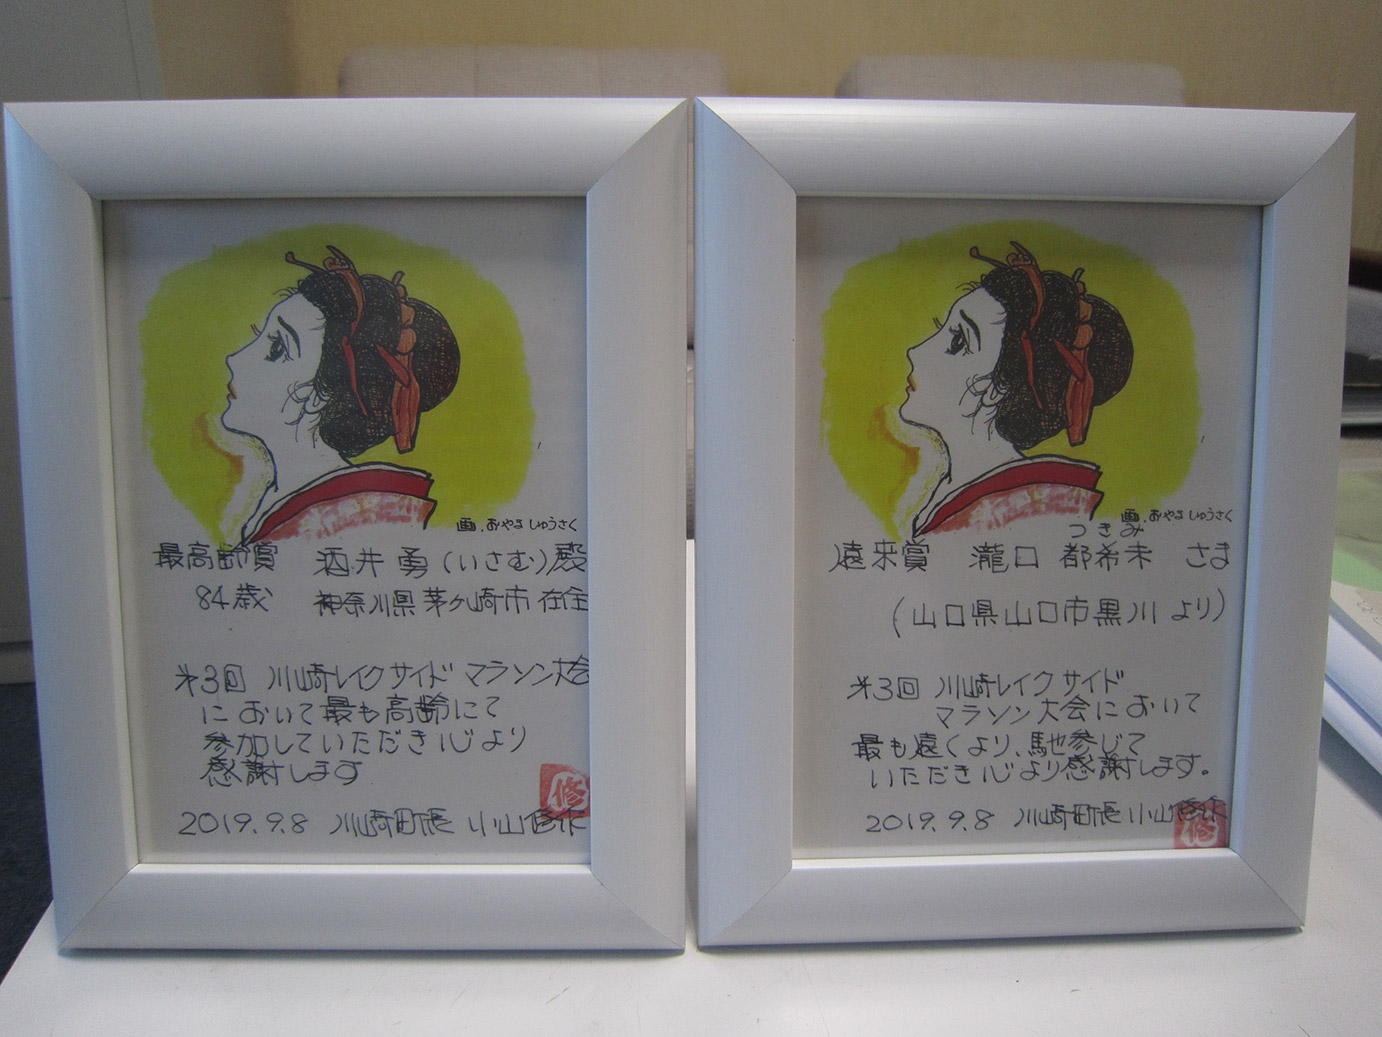 画.おやましゅうさく
最高齢賞 酒井 勇(いさむ)殿
84歳 神奈川県茅ケ崎市在住
第3回 川崎レイクサイド マラソン大会
において最も高齢にて
参加していただき心より
感謝します
修
2019.9.8 川崎町長 小山修作
画.おやましゅうさく
つきみ
遠来賞 瀧口 都希未 さま
(山口県山口市黒川より)
第3回 川崎レイクサイド
マラソン大会において
最も遠くより、馳参じて
いただき心より感謝します。
2019.9.8 川崎町長 小山修作
修